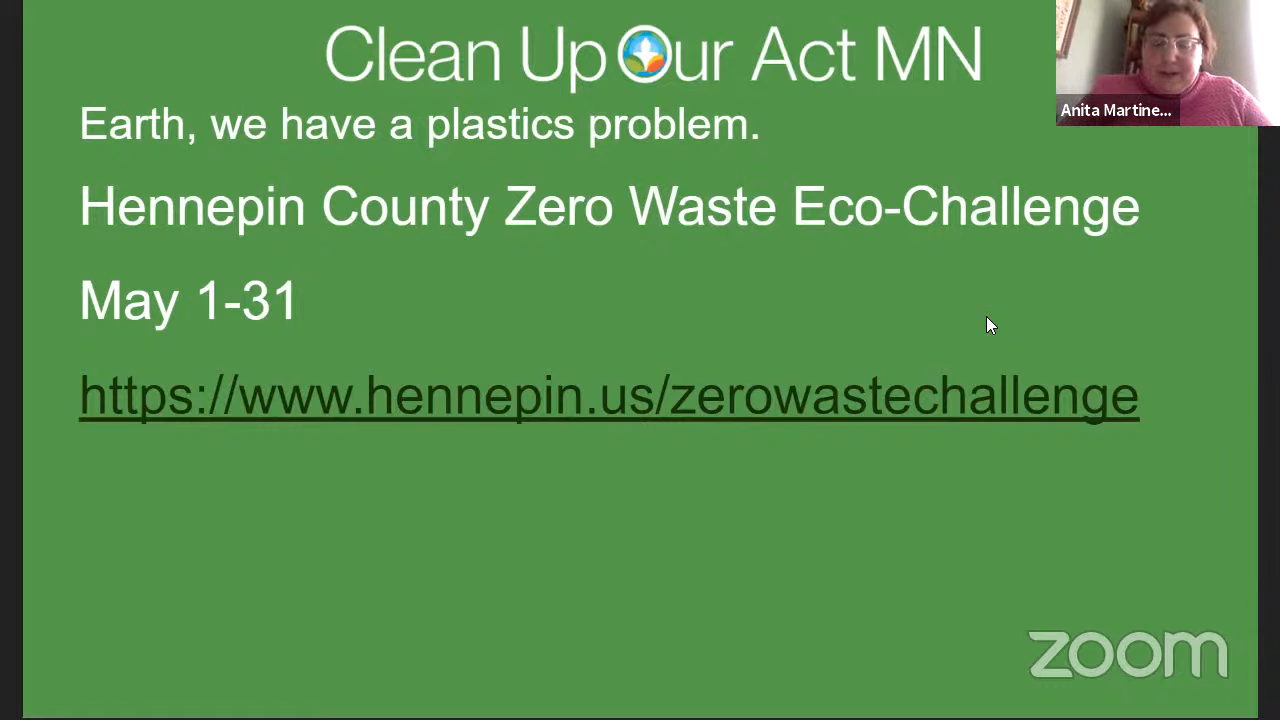 Clean Up Our Act MN
Anita Martine...
Earth, we have a plastics problem.
Hennepin County Zero Waste Eco-Challenge
May 1-31
https://www.hennepin.us/zerowastechallenge
zoom